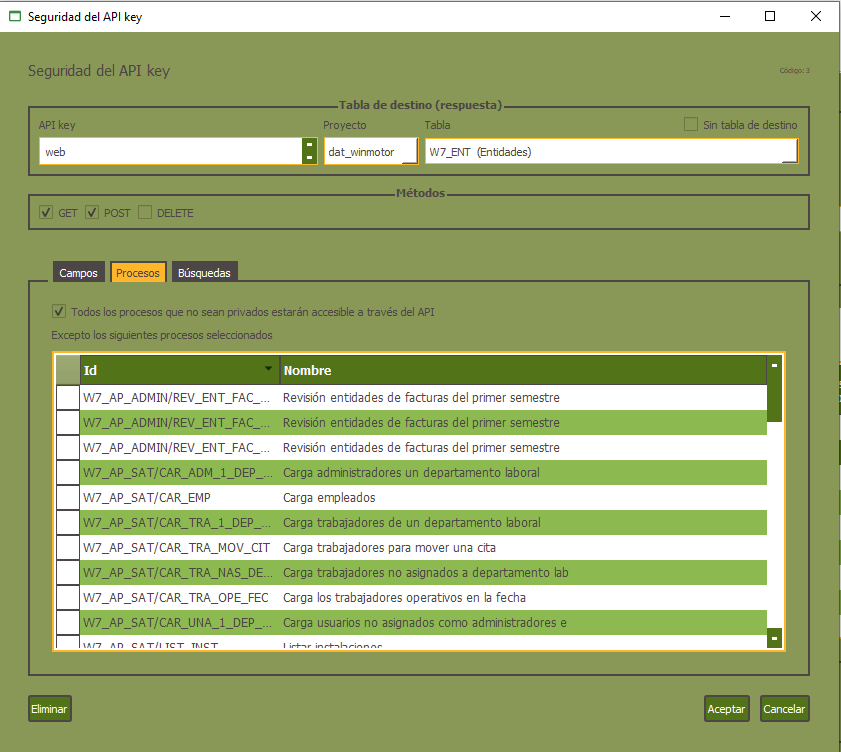 Seguridad del API key
Seguridad del API key
Código: 3
Tabla de destino (respuesta)
API key Proyecto Tabla Sin tabla de destino
web dat_winmotor W7_ENT (Entidades)
Métodos
GET POST DELETE
Campos Procesos Búsquedas
Todos los procesos que no sean privados estarán accesible a través del API
Excepto los siguientes procesos seleccionados
Id Nombre
W7_AP_ADMIN/REV_ENT_FAC_... Revisión entidades de facturas del primer semestre
W7_AP_ADMIN/REV_ENT_FAC_... Revisión entidades de facturas del primer semestre
W7_AP_ADMIN/REV_ENT_FAC_... Revisión entidades de facturas del primer semestre
W7_AP_SAT/CAR_ADM_1_DEP_... Carga administradores un departamento laboral
W7_AP_SAT/CAR_EMP Carga empleados
W7_AP_SAT/CAR_TRA_1_DEP_... Carga trabajadores de un departamento laboral
W7_AP_SAT/CAR_TRA_MOV_CIT Carga trabajadores para mover una cita
W7_AP_SAT/CAR_TRA_NAS_DE... Carga trabajadores no asignados a departamento lab
W7_AP_SAT/CAR_TRA_OPE_FEC Carga los trabajadores operativos en la fecha
W7_AP_SAT/CAR_UNA_1_DEP_... Carga usuarios no asignados como administradores e
W7_AP_SAT/LIST_INST Listar instalaciones
Eliminar Aceptar Cancelar